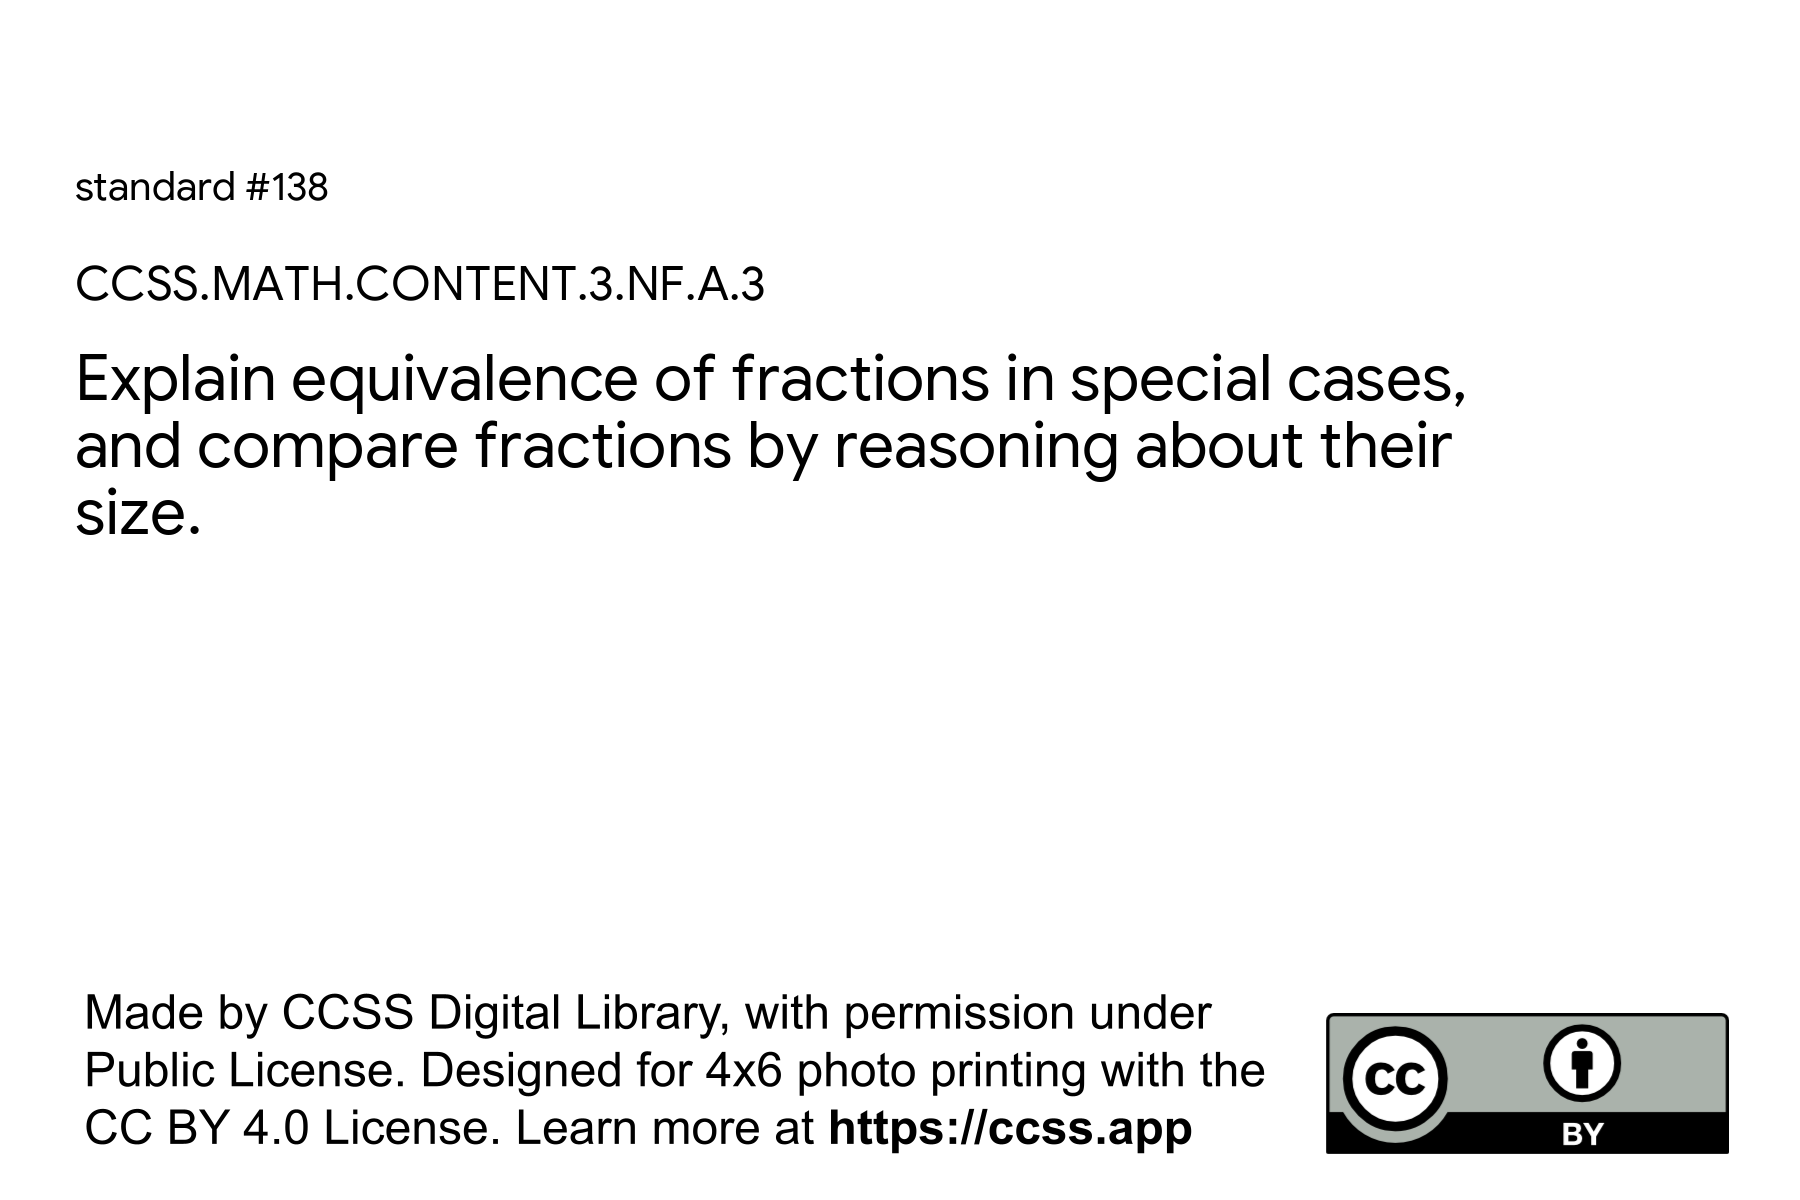 standard #138
CCSS.MATH.CONTENT.3.NF.A.3
Explain equivalence of fractions in special cases,
and compare fractions by reasoning about their
size.
Made by CCSS Digital Library, with permission under
Public License. Designed for 4x6 photo printing with the
CC BY 4.0 License. Learn more at https://ccss.app
CC
BY